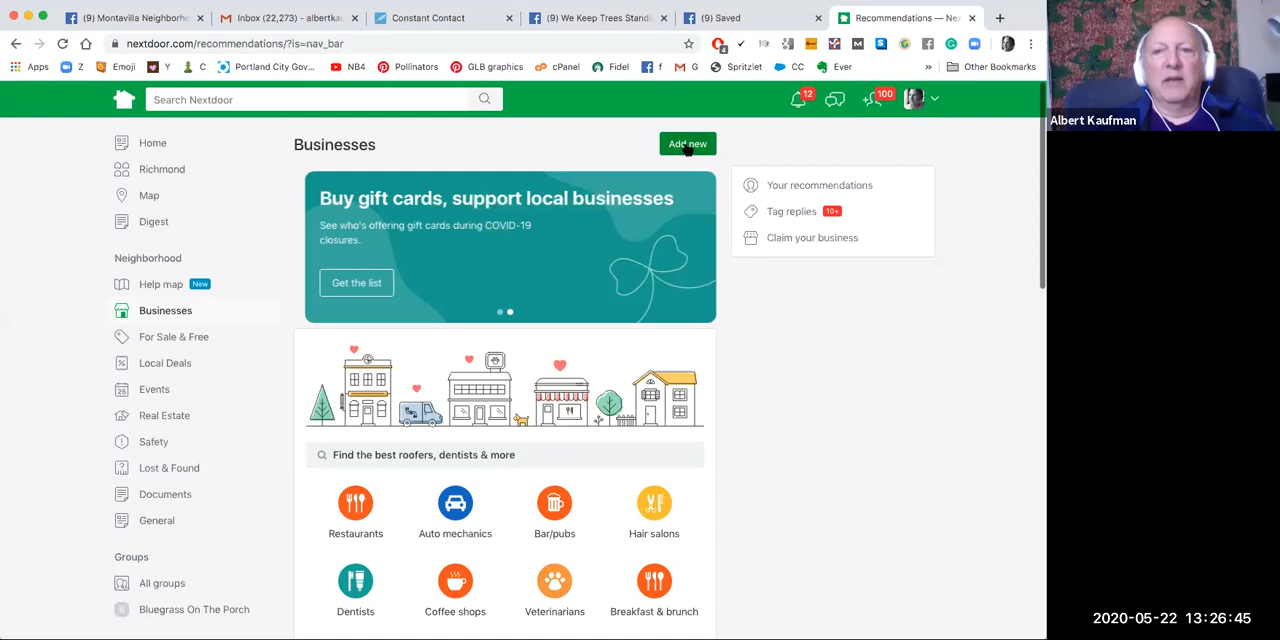 (9) Montavilla Neighborho
Inbox (22,273) - albertkau
Constant Contact
(9) We Keep Trees Standi
(9) Saved
Recommendations — Nex
nextdoor.com/recommendations/?is=nav_bar
Apps
Z
Emoji
Y
C
Portland City Gov...
NB4
Pollinators
GLB graphics
cPanel
Fidel
f
G
Spritzlet
CC
Ever
»
Other Bookmarks
Search Nextdoor
12
100
Albert Kaufman
Home
Richmond
Map
Digest
Neighborhood
Help map New
Businesses
For Sale & Free
Local Deals
Events
Real Estate
Safety
Lost & Found
Documents
General
Groups
All groups
Bluegrass On The Porch
Businesses
Add new
Buy gift cards, support local businesses
See who's offering gift cards during COVID-19
closures.
Get the list
Your recommendations
Tag replies 10+
Claim your business
Find the best roofers, dentists & more
Restaurants
Auto mechanics
Bar/pubs
Hair salons
Dentists
Coffee shops
Veterinarians
Breakfast & brunch
2020-05-22 13:26:45